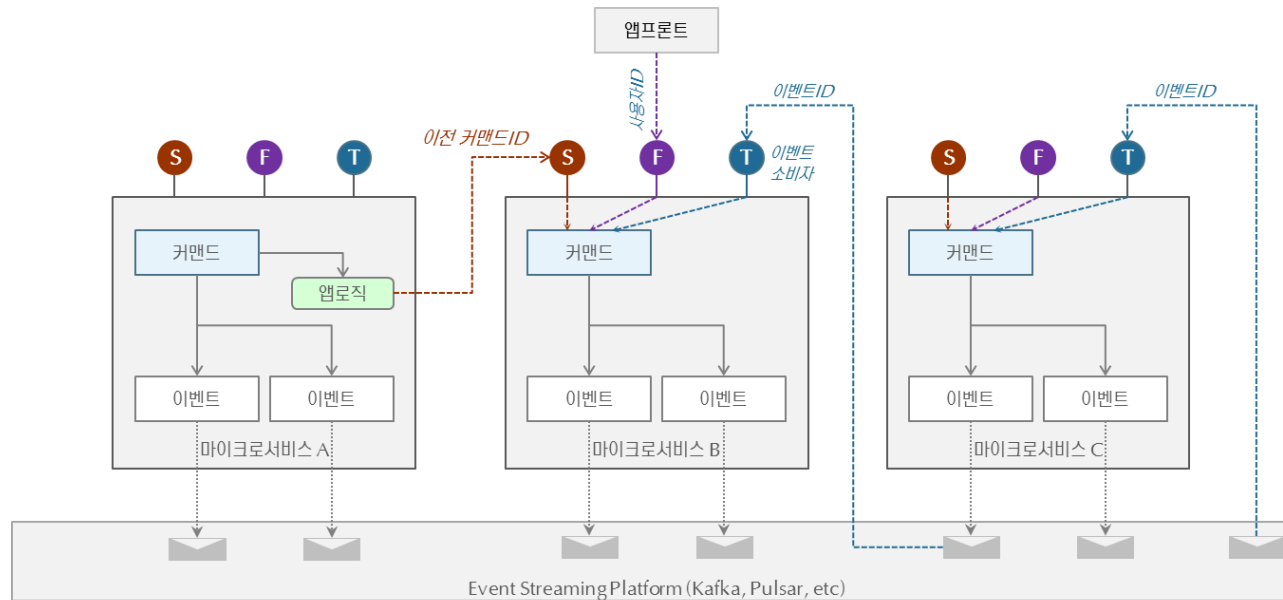 앱프론트
사용자ID
이벤트ID
이벤트ID
이전 커맨드ID
S
F
T
S
F
T
이벤트
소비자
S
F
T
커맨드
앱로직
커맨드
커맨드
이벤트
이벤트
이벤트
이벤트
이벤트
이벤트
마이크로서비스 A
마이크로서비스 B
마이크로서비스 C
Event Streaming Platform (Kafka, Pulsar, etc)